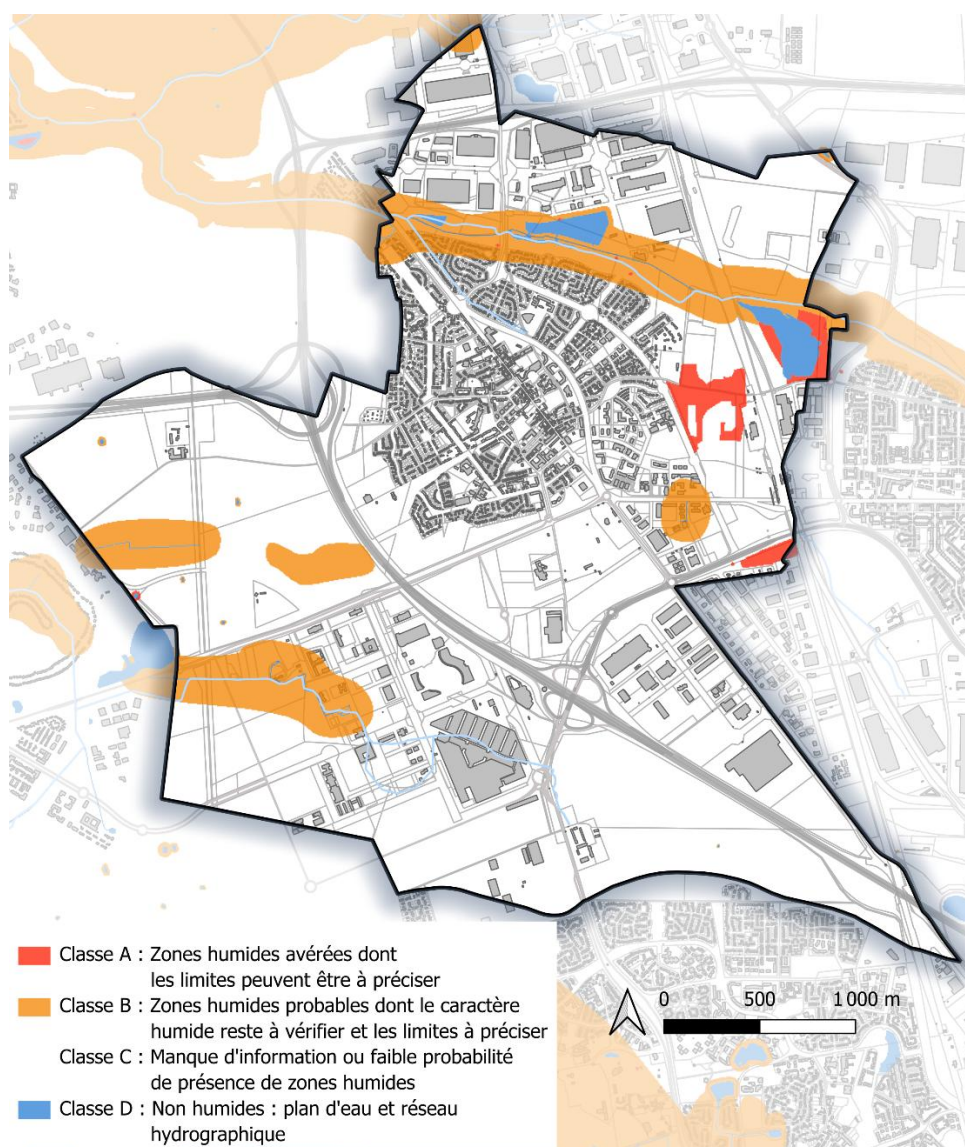 Classe A : Zones humides avérées dont
les limites peuvent être à préciser
Classe B : Zones humides probables dont le caractère
humide reste à vérifier et les limites à préciser
Classe C : Manque d'information ou faible probabilité
de présence de zones humides
Classe D : Non humides : plan d'eau et réseau
hydrographique
0 500 1 000 m